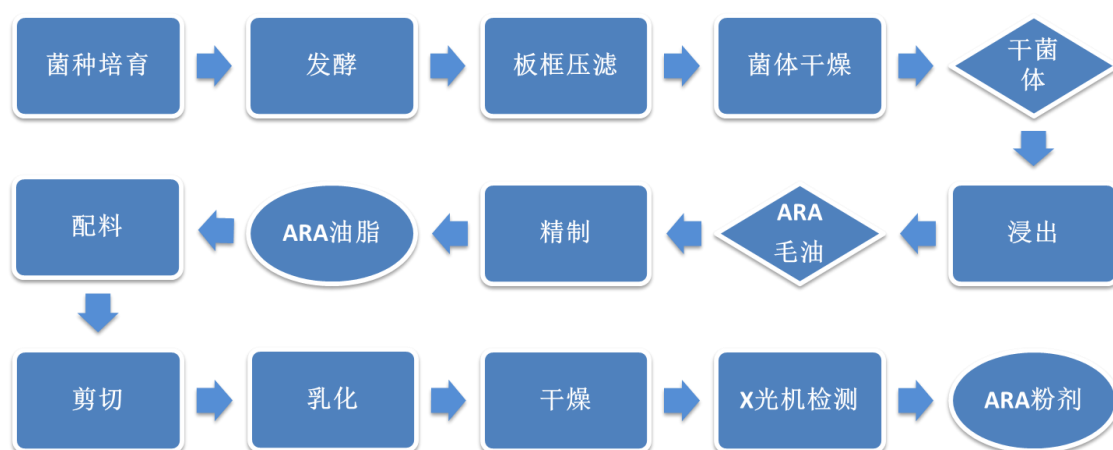 菌种培育
发酵
板框压滤
菌体干燥
干菌
体
配料
ARA油脂
精制
ARA
毛油
浸出
剪切
乳化
干燥
X光机检测
ARA粉剂